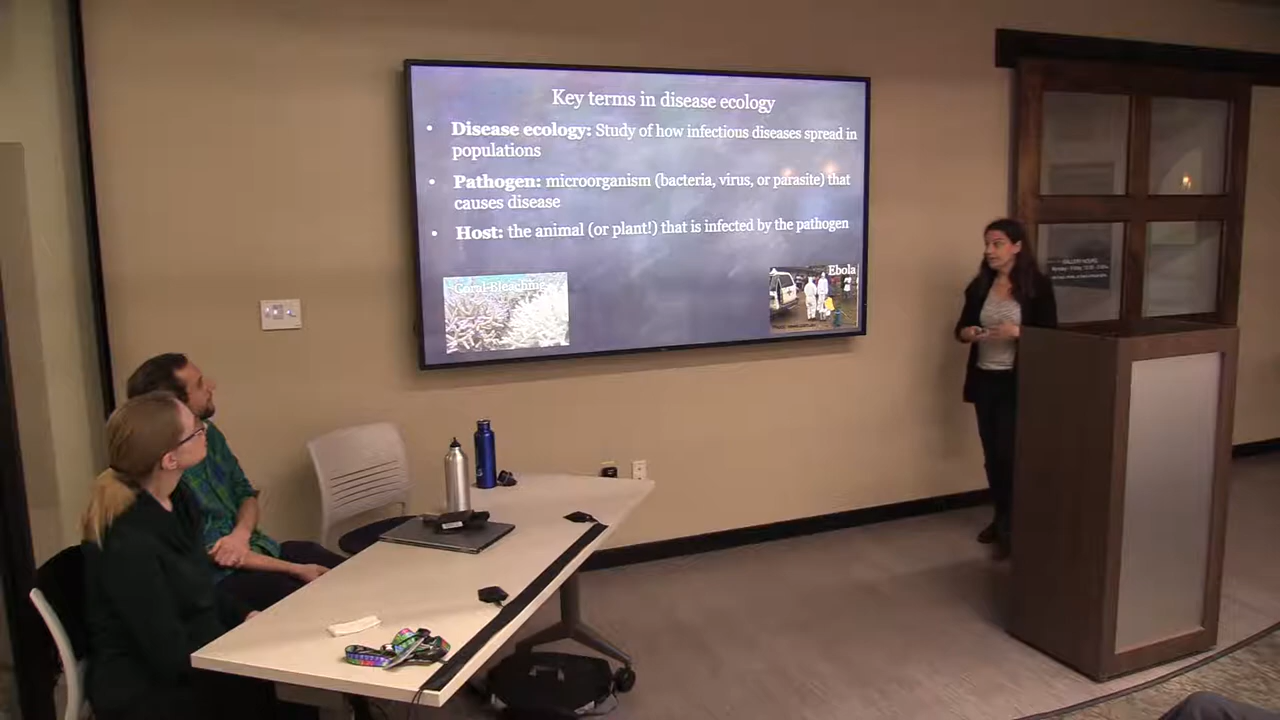 Key terms in disease ecology
• Disease ecology: Study of how infectious diseases spread in
populations
• Pathogen: microorganism (bacteria, virus, or parasite) that
causes disease
• Host: the animal (or plant!) that is infected by the pathogen
Coral Bleaching
Ebola
GALLERY HOURS